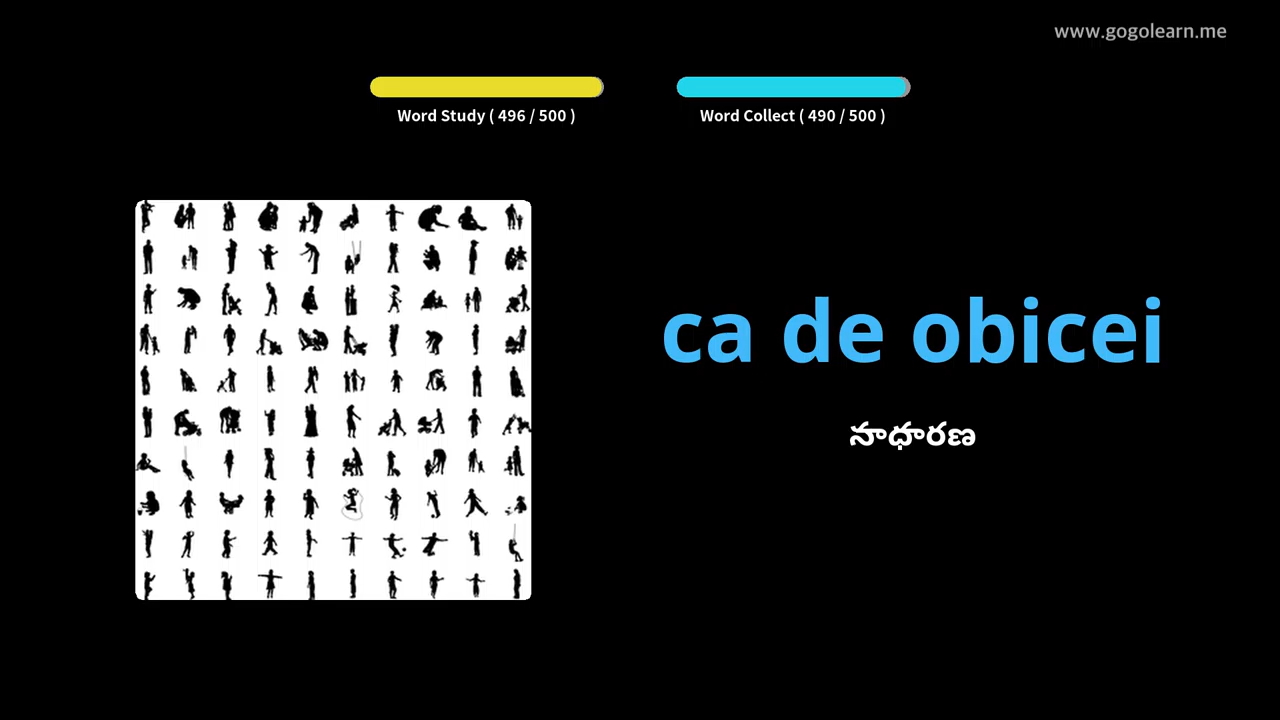 www.gogolearn.me
Word Study ( 496 / 500 )
Word Collect ( 490 / 500 )
ca de obicei
సాధారణ